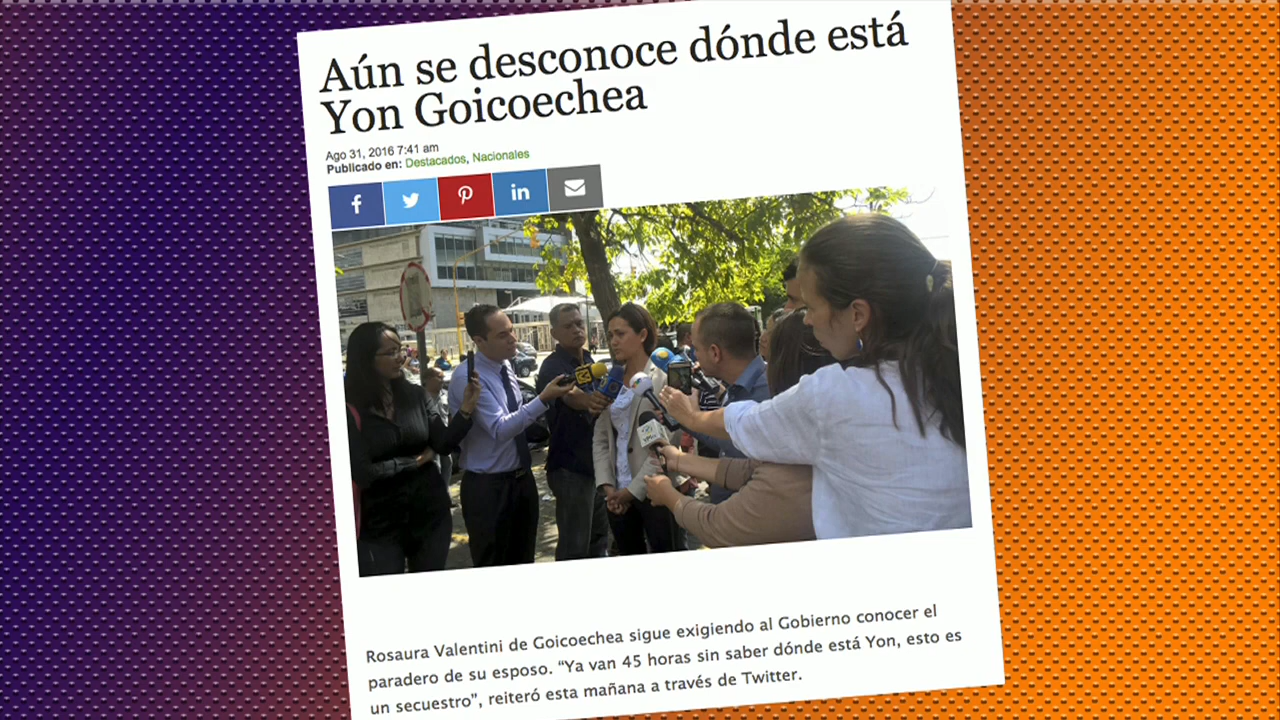 Aún se desconoce dónde está
Yon Goicoechea
Ago 31, 2016 7:41 am
Publicado en: Destacados, Nacionales
Rosaura Valentini de Goicoechea sigue exigiendo al Gobierno conocer el
paradero de su esposo. “Ya van 45 horas sin saber dónde está Yon, esto es
un secuestro”, reiteró esta mañana a través de Twitter.